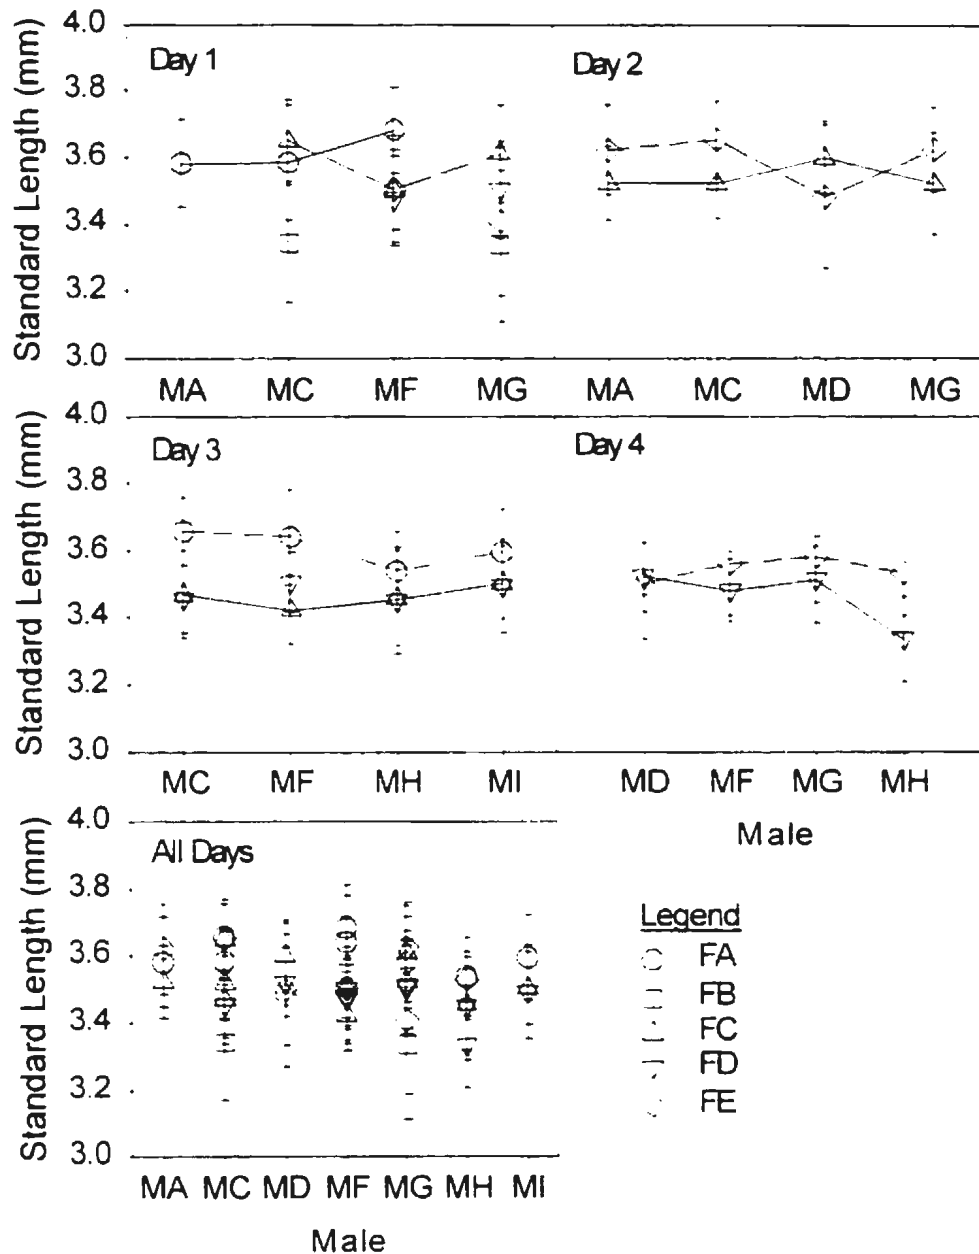 Standard Length (mm)
4.0
3.8
3.6
3.4
3.2
3.0
Day 1
Day 2
MA MC MF MG MA MC MD MG
Standard Length (mm)
4.0
3.8
3.6
3.4
3.2
3.0
Day 3
Day 4
MC MF MH MI MD MF MG MH
Male
Standard Length (mm)
4.0
3.8
3.6
3.4
3.2
3.0
All Days
MA MC MD MF MG MH MI
Male
Legend
FA
FB
FC
FD
FE